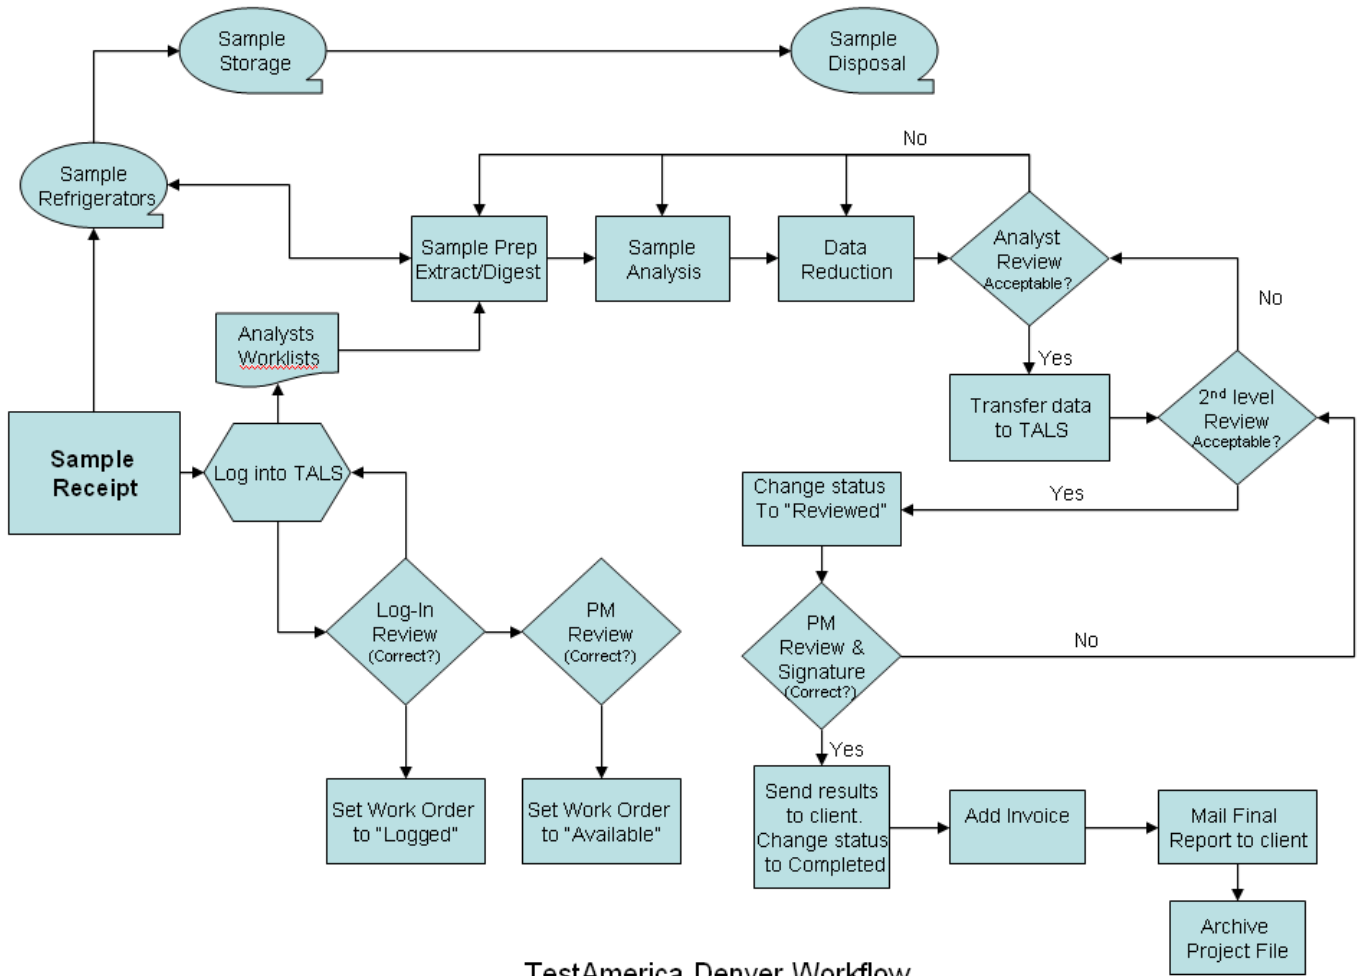 Sample
Storage
Sample
Disposal
No
Sample
Refrigerators
Sample Prep
Extract/Digest
Sample
Analysis
Data
Reduction
Analyst
Review
Acceptable?
No
Analysts
Worklists
Yes
Transfer data
to TALS
2nd level
Review
Acceptable?
Sample
Receipt
Log into TALS
Change status
To "Reviewed"
Yes
Log-In
Review
(Correct?)
PM
Review
(Correct?)
PM
Review &
Signature
(Correct?)
No
Yes
Set Work Order
to "Logged"
Set Work Order
to "Available"
Send results
to client.
Change status
to Completed
Add Invoice
Mail Final
Report to client
Archive
Project File
TestAmerica Denver Workflow